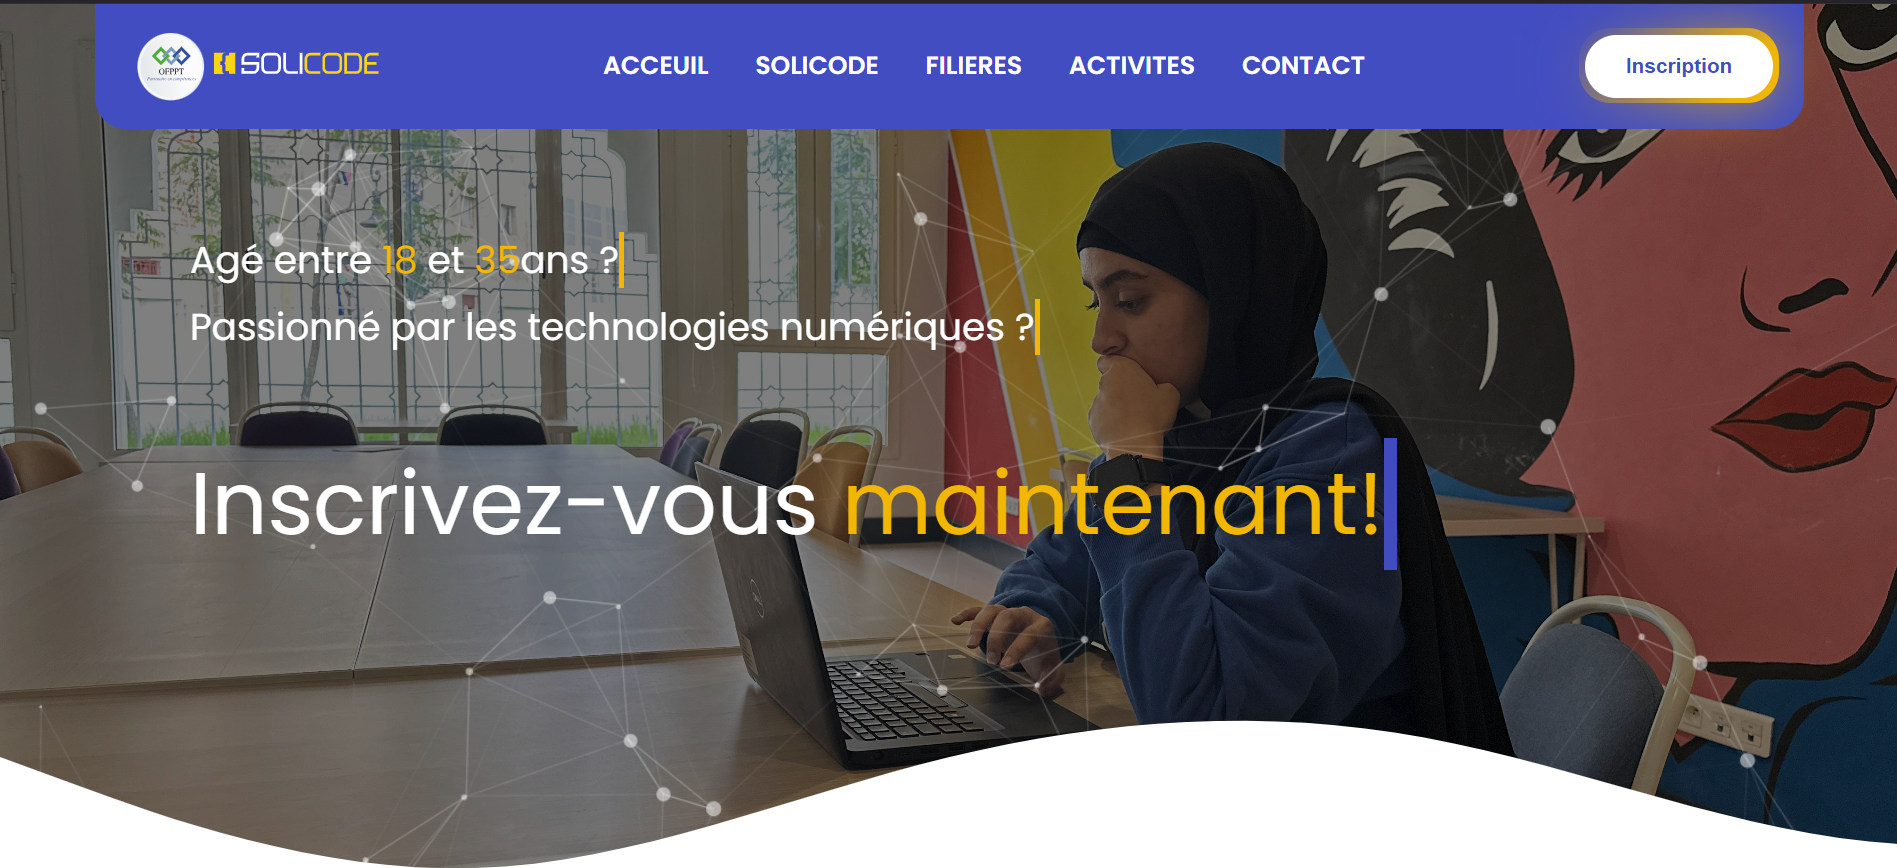 OFPPT
SOLICODE
ACCEUIL
SOLICODE
FILIERES
ACTIVITES
CONTACT
Inscription
Agé entre 18 et 35ans ?
Passionné par les technologies numériques ?
Inscrivez-vous maintenant!